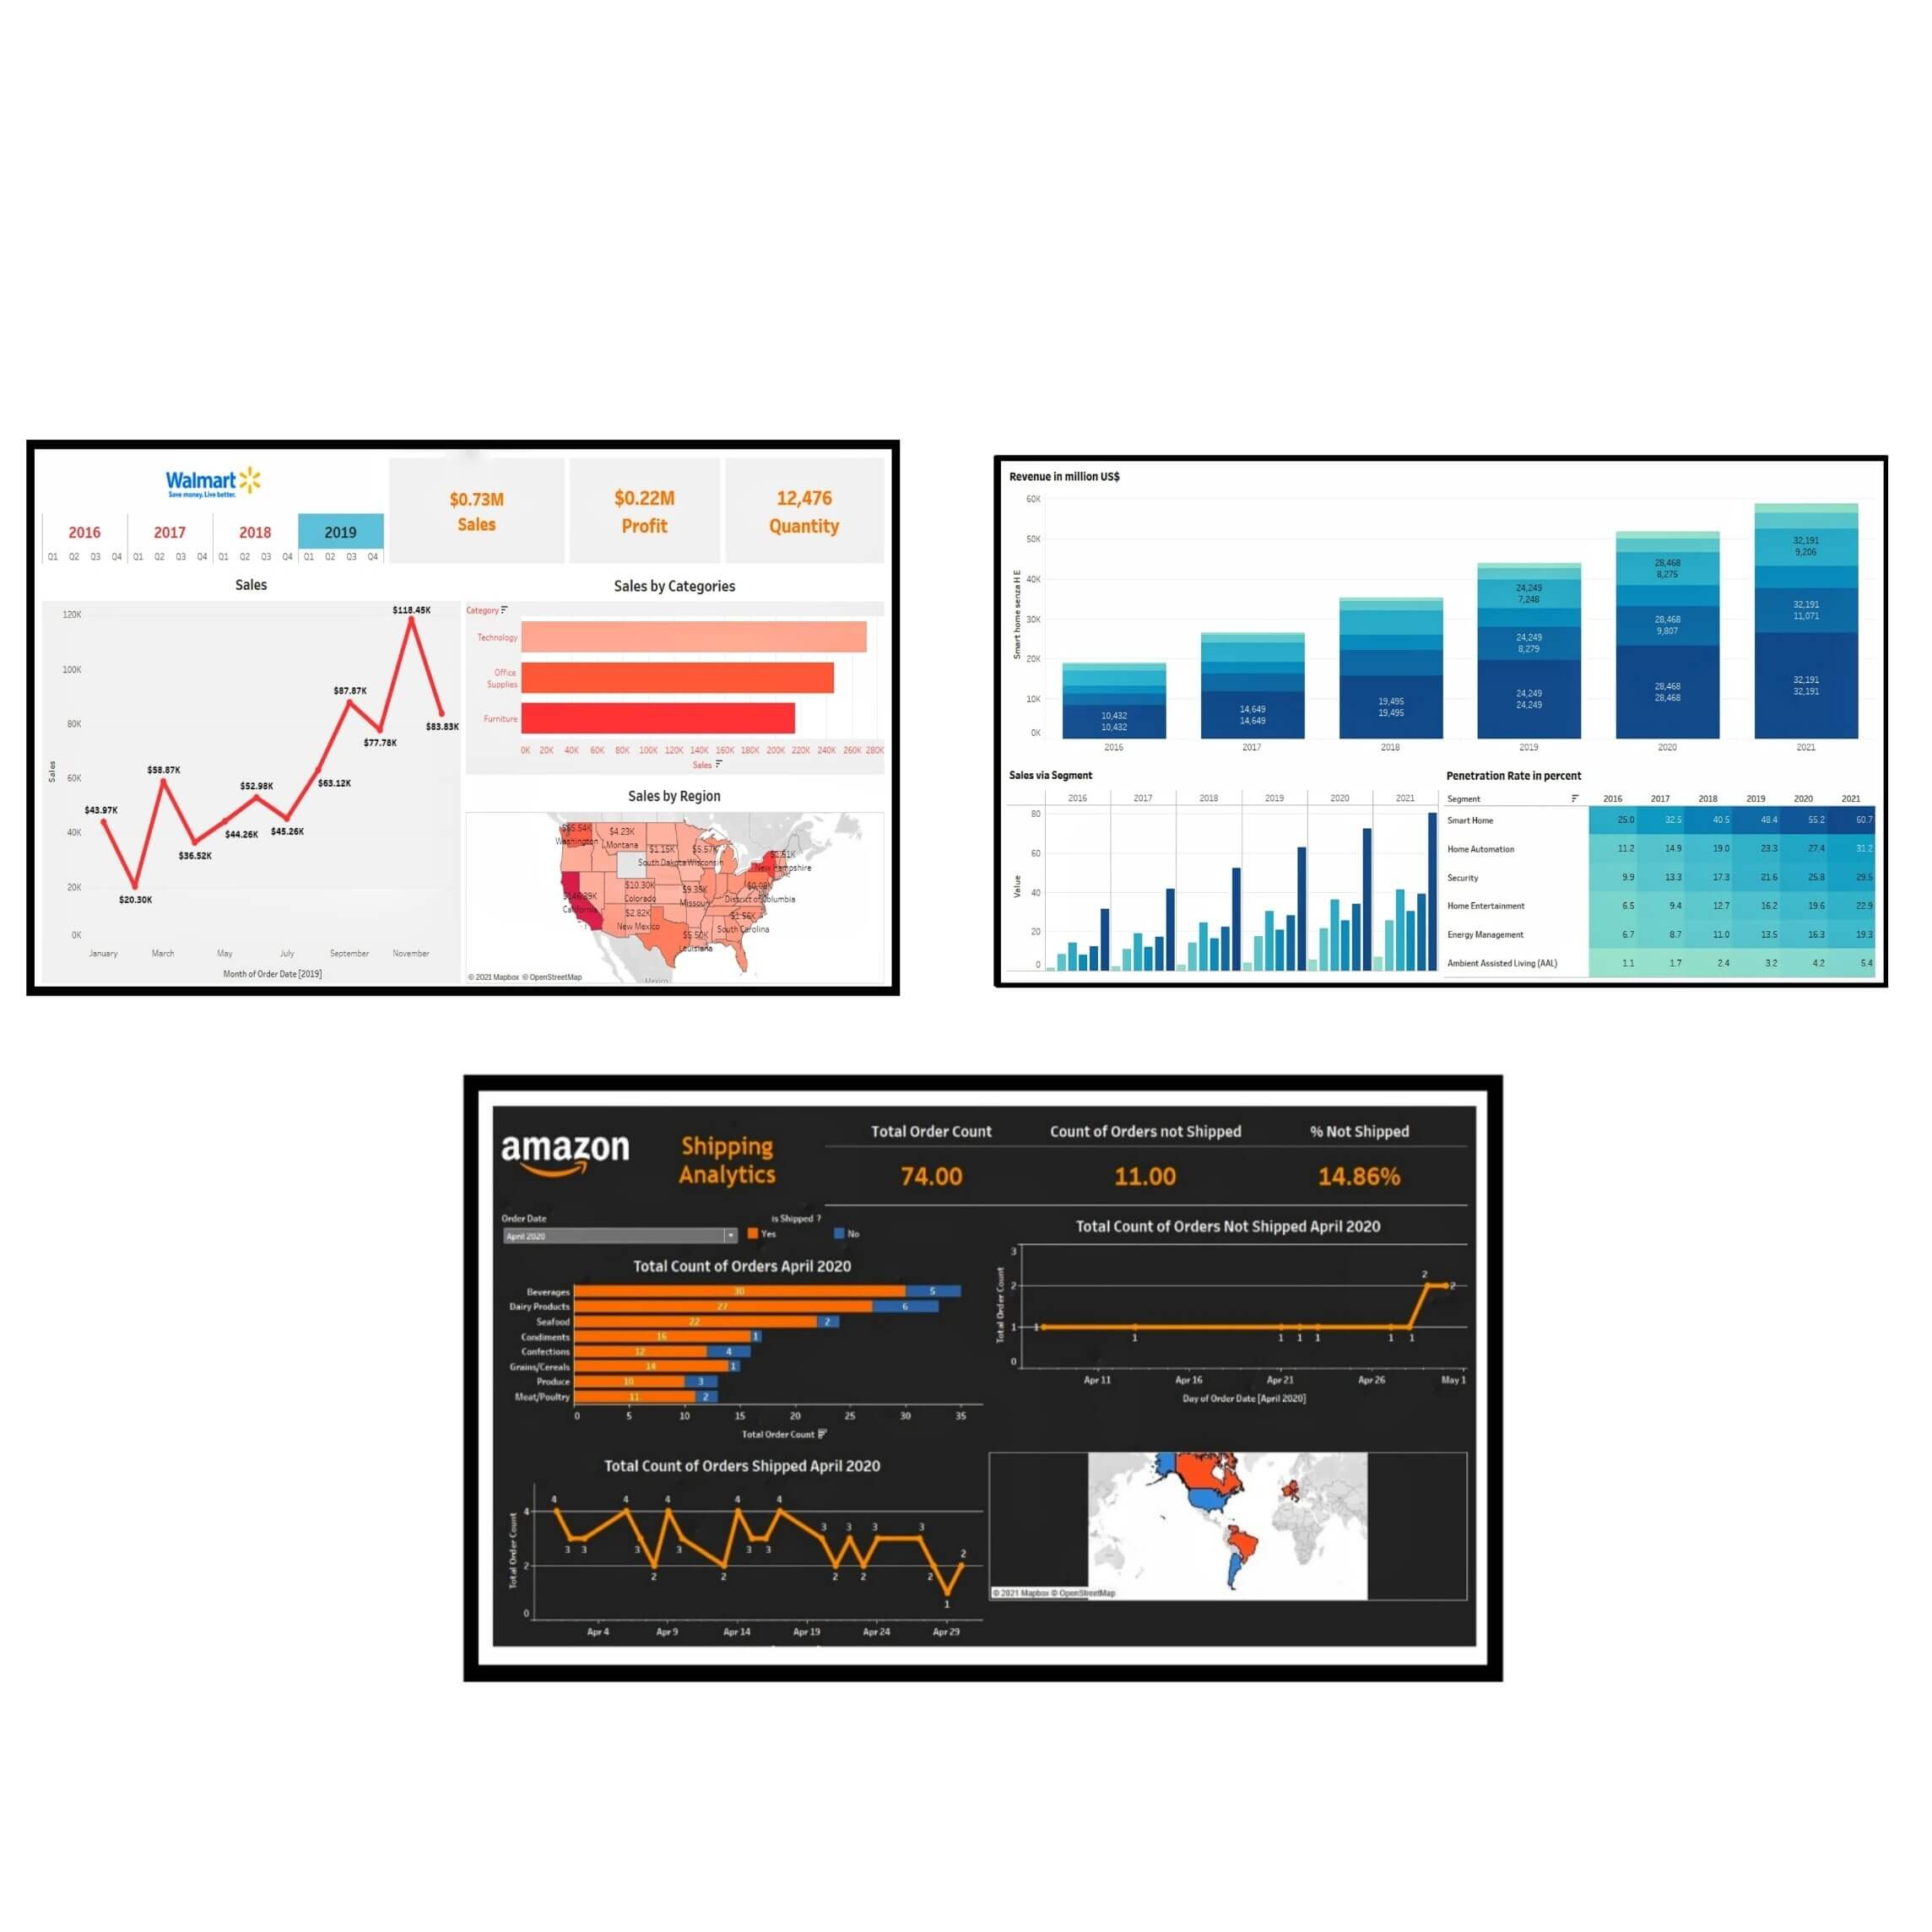 Walmart
Save money. Live better.
2016 2017 2018 2019
Q1 Q2 Q3 Q4 Q1 Q2 Q3 Q4 Q1 Q2 Q3 Q4 Q1 Q2 Q3 Q4
$0.73M
Sales
$0.22M
Profit
12,476
Quantity
Sales
120K
100K
80K
60K
40K
20K
0K
Sales
$43.97K
$20.30K
$58.87K
$36.52K
$44.26K
$52.98K
$45.26K
$63.12K
$87.87K
$77.78K
$118.45K
$83.83K
January March May July September November
Month of Order Date [2019]
Sales by Categories
Category
Technology
Office
Supplies
Furniture
0K 20K 40K 60K 80K 100K 120K 140K 160K 180K 200K 220K 240K 260K 280K
Sales
Sales by Region
Washington
$4.23K
Montana
$1.15K
South Dakota
$5.57K
Wisconsin
New Hampshire
$10.30K
Colorado
$9.35K
Missouri
District of Columbia
California
$2.82K
New Mexico
$1.56K
South Carolina
$5.50K
Louisiana
Mexico
© 2021 Mapbox © OpenStreetMap
Revenue in million US$
60K
50K
40K
30K
20K
10K
0K
Smart home senza H E
10,432
10,432
14,649
14,649
19,495
19,495
24,249
7,248
24,249
8,279
24,249
24,249
28,468
8,275
28,468
9,807
28,468
28,468
32,191
9,206
32,191
11,071
32,191
32,191
2016 2017 2018 2019 2020 2021
Sales via Segment
2016 2017 2018 2019 2020 2021
80
60
40
20
0
Value
Penetration Rate in percent
Segment 2016 2017 2018 2019 2020 2021
Smart Home 25.0 32.5 40.5 48.4 55.2 60.7
Home Automation 11.2 14.9 19.0 23.3 27.4 31.2
Security 9.9 13.3 17.3 21.6 25.8 29.5
Home Entertainment 6.5 9.4 12.7 16.2 19.6 22.9
Energy Management 6.7 8.7 11.0 13.5 16.3 19.3
Ambient Assisted Living (AAL) 1.1 1.7 2.4 3.2 4.2 5.4
amazon
Shipping
Analytics
Total Order Count
74.00
Count of Orders not Shipped
11.00
% Not Shipped
14.86%
Order Date
April 2020
is Shipped ?
Yes No
Total Count of Orders April 2020
Beverages 30 5
Dairy Products 27 6
Seafood 22 2
Condiments 16 1
Confections 12 4
Grains/Cereals 14 1
Produce 10 3
Meat/Poultry 11 2
0 5 10 15 20 25 30 35
Total Order Count
Total Count of Orders Not Shipped April 2020
3
2
1
0
Total Order Count
1 1 1 1 1 1 1 2 2
Apr 11 Apr 16 Apr 21 Apr 26 May 1
Day of Order Date [April 2020]
Total Count of Orders Shipped April 2020
4
2
0
Total Order Count
4 3 3 4 3 2 4 3 2 4 3 3 4 3 2 3 2 3 3 2 1 2
Apr 4 Apr 9 Apr 14 Apr 19 Apr 24 Apr 29
© 2021 Mapbox © OpenStreetMap